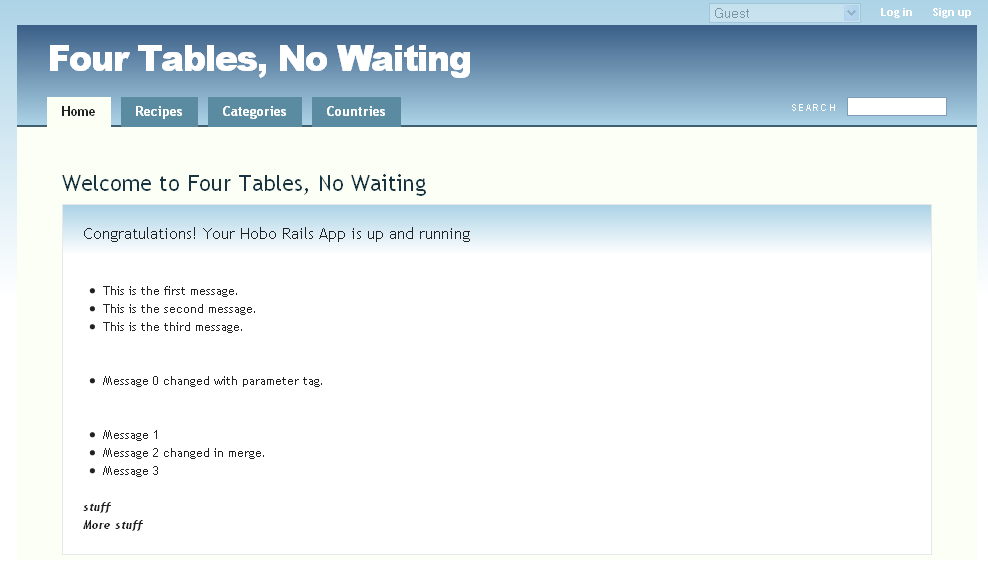 Guest Log in Sign up
Four Tables, No Waiting
Home Recipes Categories Countries SEARCH
Welcome to Four Tables, No Waiting
Congratulations! Your Hobo Rails App is up and running
This is the first message.
This is the second message.
This is the third message.
Message 0 changed with parameter tag.
Message 1
Message 2 changed in merge.
Message 3
stuff
More stuff